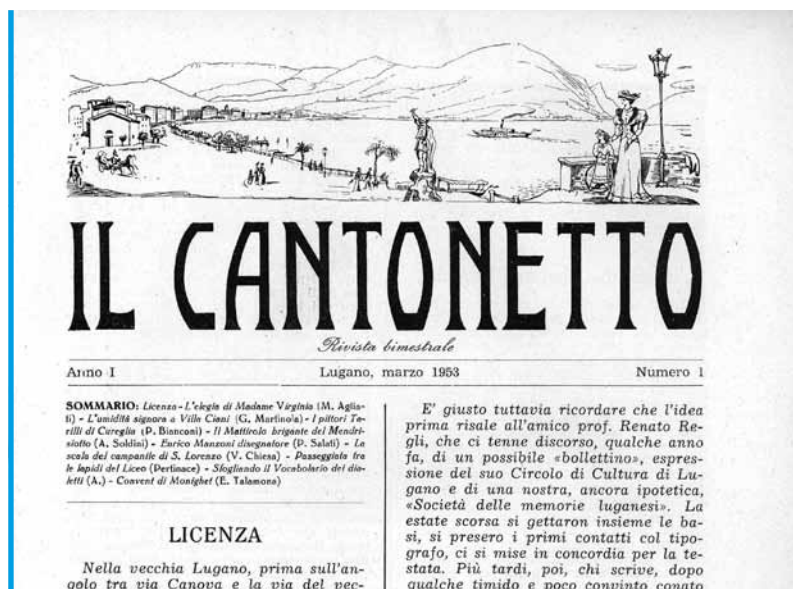 IL CANTONETTO
Rivista bimestrale
Anno I Lugano, marzo 1953 Numero 1
SOMMARIO: Licenza - L'elegia di Madame Virginia (M. Aglia-
ti) - L'umidità signora a Villa Ciani (G. Martinola) - I pittori Ta-
rilli di Cureglia (P. Bianconi) - Il Mattirolo brigante del Mendri-
siotto (A. Soldini) - Enrico Manzoni disegnatore (P. Salati) - La
scala del campanile di S. Lorenzo (V. Chiesa) - Passeggiata tra
le lapidi del Liceo (Pertinace) - Sfogliando il Vocabolario dei dia-
letti (A.) - Convent di Monighet (E. Talamona)
LICENZA
Nella vecchia Lugano, prima sull'an-
golo tra via Canova e la via del vec-
E' giusto tuttavia ricordare che l'idea
prima risale all'amico prof. Renato Re-
gli, che ci tenne discorso, qualche anno
fa, di un possibile «bollettino», espres-
sione del suo Circolo di Cultura di Lu-
gano e di una nostra, ancora ipotetica,
«Società delle memorie luganesi». La
estate scorsa si gettaron insieme le ba-
si, si presero i primi contatti col tipo-
grafo, ci si mise in concordia per la te-
stata. Più tardi, poi, chi scrive, dopo
qualche timido e poco convinto conato